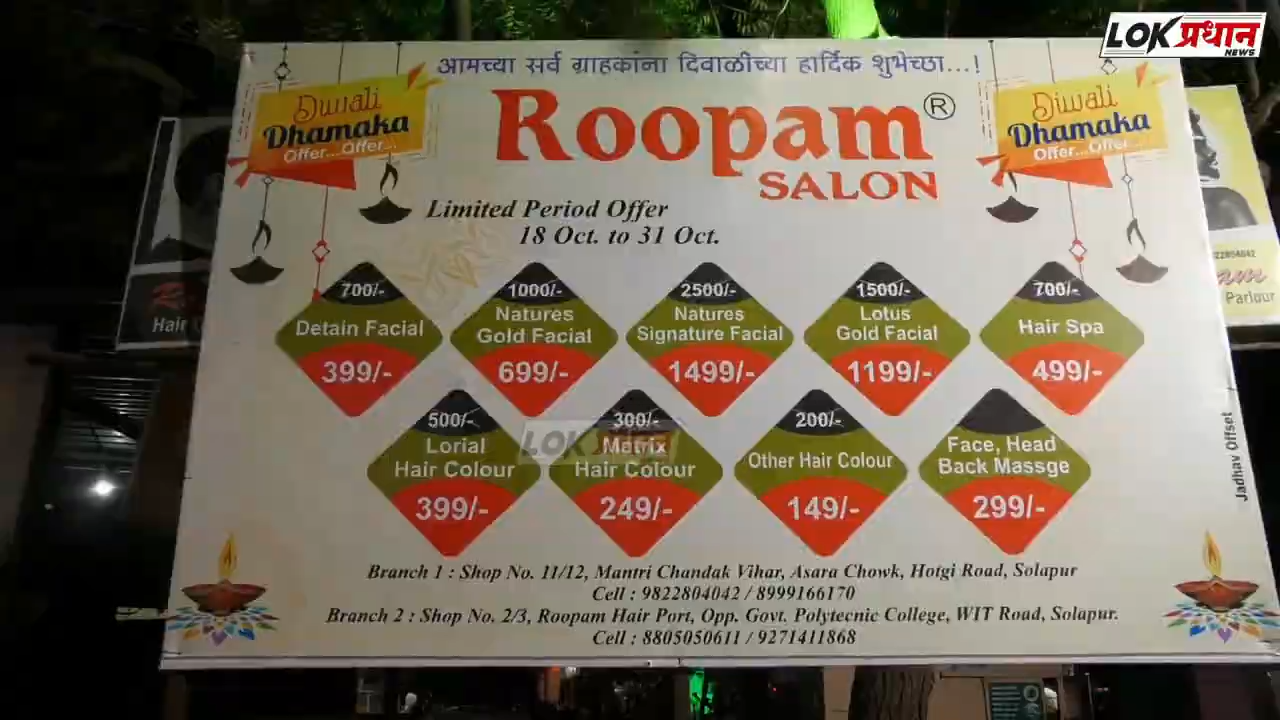 LOK प्रधान
NEWS
आमच्या सर्व ग्राहकांना दिवाळीच्या हार्दिक शुभेच्छा...!
Diwali
Dhamaka
Offer...Offer...
Roopam®
SALON
Diwali
Dhamaka
Offer...Offer...
Limited Period Offer
18 Oct. to 31 Oct.
700/-
Detain Facial
399/-
1000/-
Natures
Gold Facial
699/-
2500/-
Natures
Signature Facial
1499/-
1500/-
Lotus
Gold Facial
1199/-
700/-
Hair Spa
499/-
500/-
Lorial
Hair Colour
399/-
300/-
Matrix
Hair Colour
249/-
200/-
Other Hair Colour
149/-
Face, Head
Back Massge
299/-
LOK
Branch 1 : Shop No. 11/12, Mantri Chandak Vihar, Asara Chowk, Hotgi Road, Solapur
Cell : 9822804042 / 8999166170
Branch 2 : Shop No. 2/3, Roopam Hair Port, Opp. Govt. Polytecnic College, WIT Road, Solapur.
Cell : 8805050611 / 9271411868
Jadhav Offset
Hair
am
Parlour